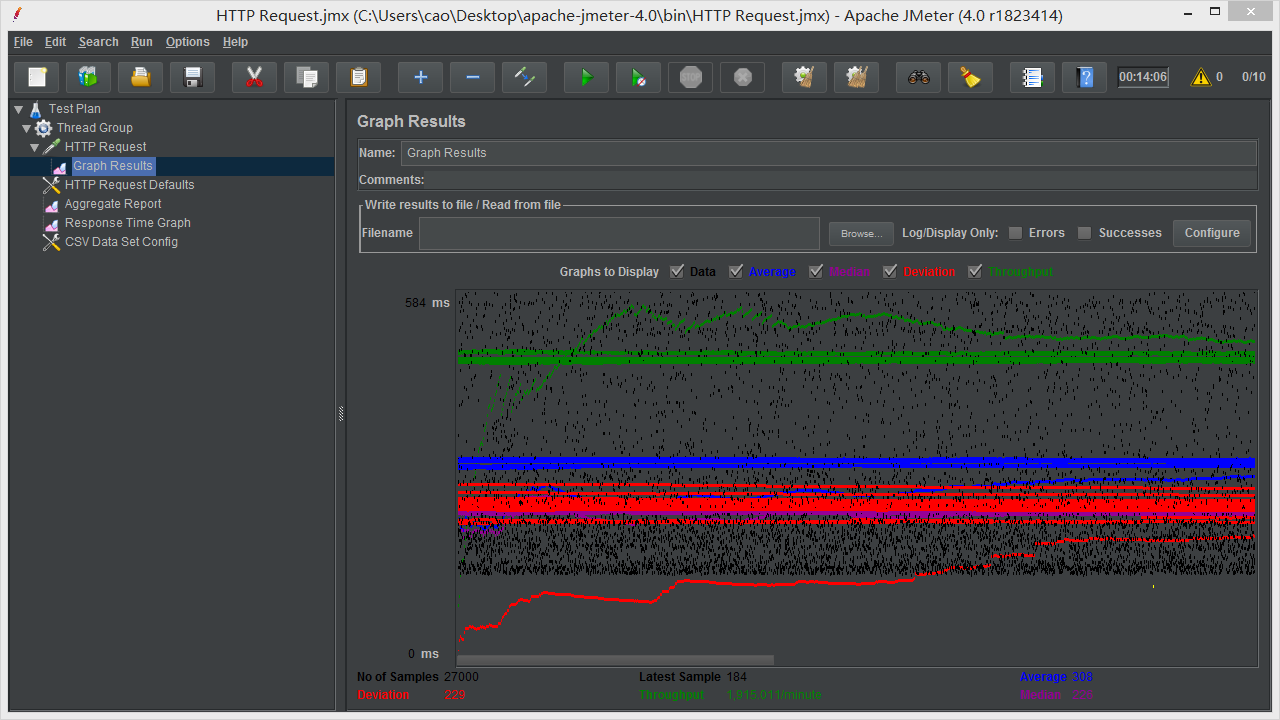 HTTP Request.jmx (C:\Users\cao\Desktop\apache-jmeter-4.0\bin\HTTP Request.jmx) - Apache JMeter (4.0 r1823414)
File Edit Search Run Options Help
STOP 00:14:06 0 0/10
Test Plan
Thread Group
HTTP Request
Graph Results
HTTP Request Defaults
Aggregate Report
Response Time Graph
CSV Data Set Config
Graph Results
Name: Graph Results
Comments:
Write results to file / Read from file
Filename Browse... Log/Display Only: Errors Successes Configure
Graphs to Display Data Average Median Deviation Throughput
584 ms
0 ms
No of Samples 27000 Latest Sample 184 Average 308
Deviation 229 Throughput 1,915.011/minute Median